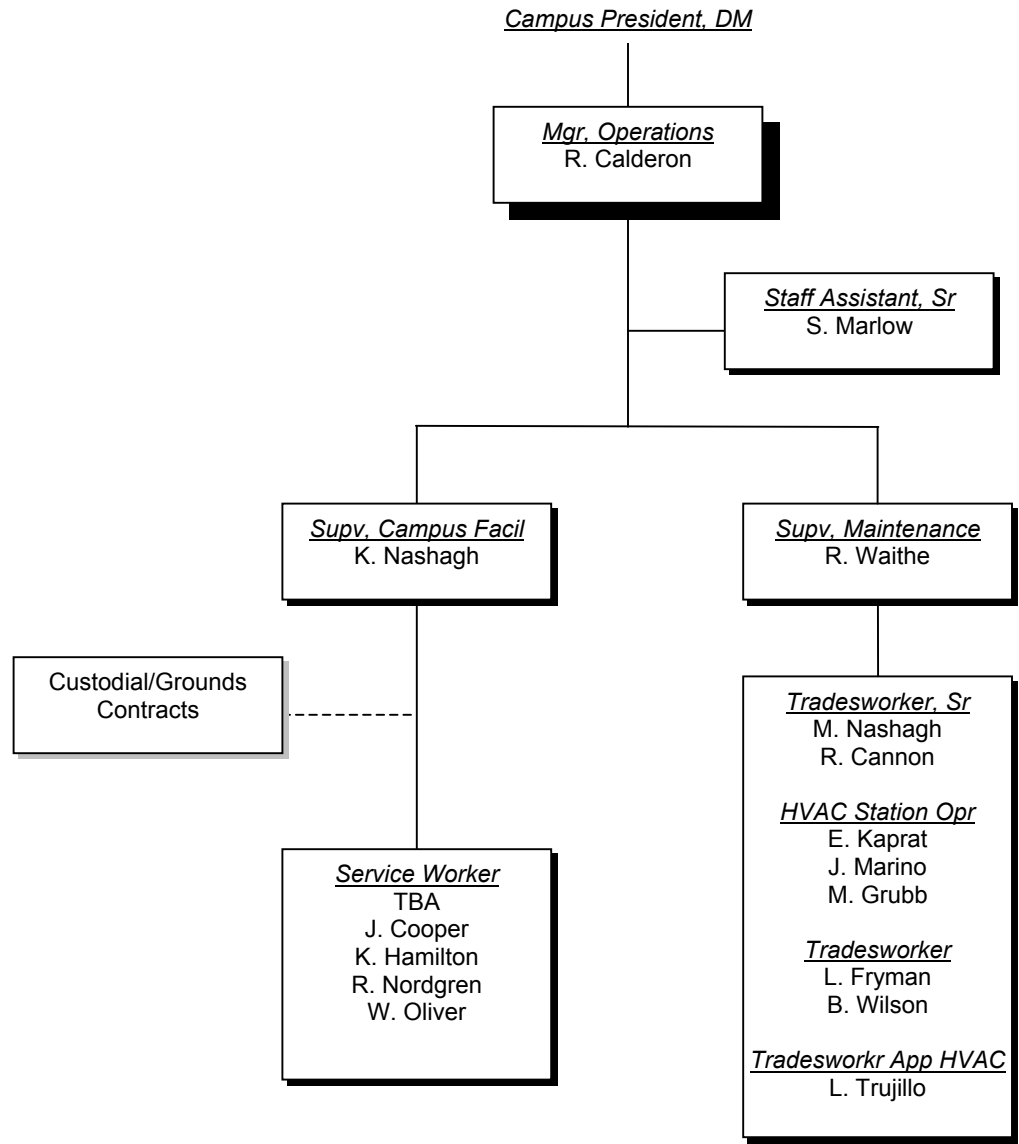 Campus President, DM
Mgr, Operations
R. Calderon
Staff Assistant, Sr
S. Marlow
Supv, Campus Facil
K. Nashagh
Supv, Maintenance
R. Waithe
Custodial/Grounds
Contracts
Service Worker
TBA
J. Cooper
K. Hamilton
R. Nordgren
W. Oliver
Tradesworker, Sr
M. Nashagh
R. Cannon
HVAC Station Opr
E. Kaprat
J. Marino
M. Grubb
Tradesworker
L. Fryman
B. Wilson
Tradesworkr App HVAC
L. Trujillo